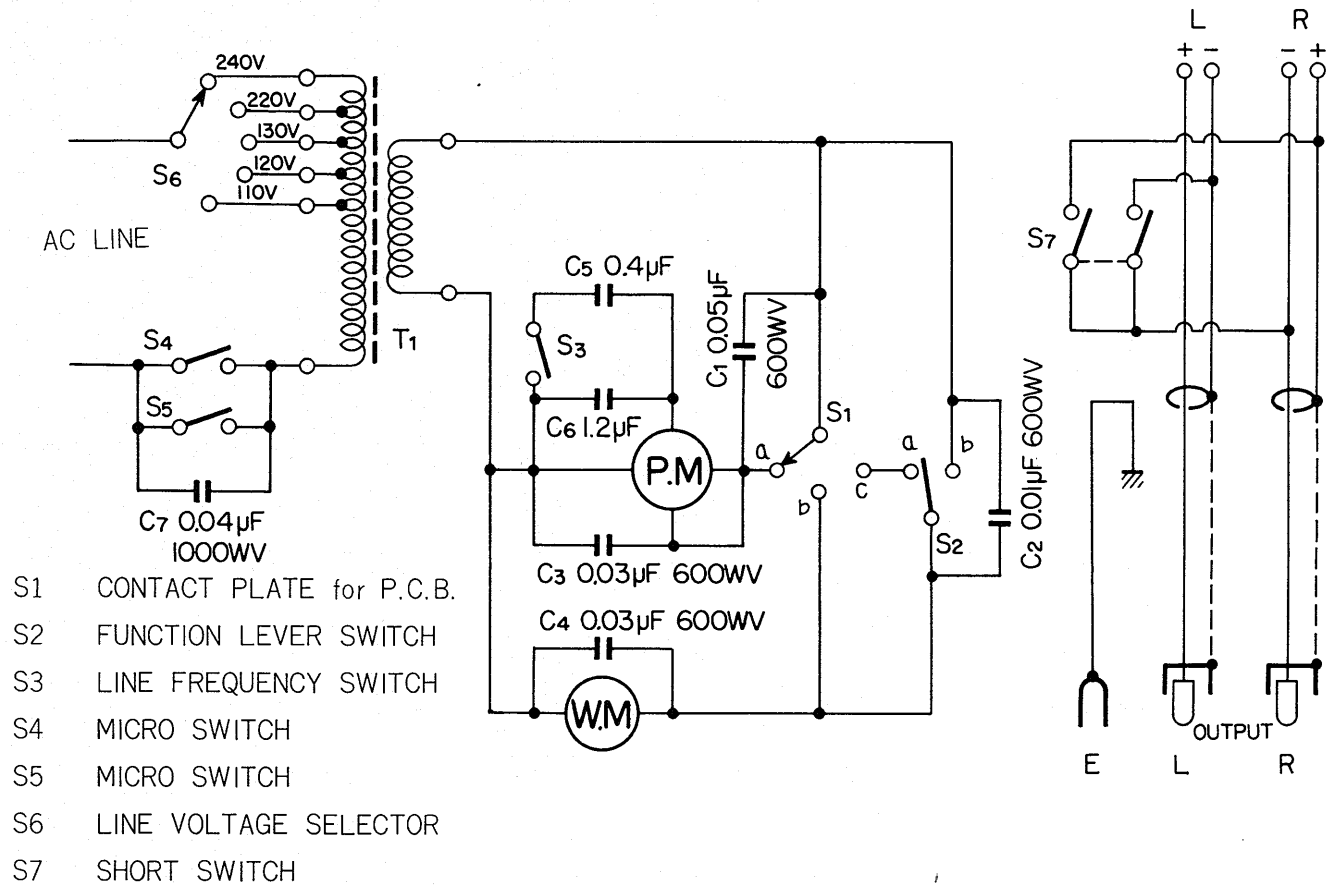 L R
+ - - +
240V
220V
130V
120V
110V
S6
AC LINE
S7
C5 0.4µF
T1
S4
S3
C1 0.05µF
600WV
S5
C6 1.2µF
S1
a
P.M
b
c
a
b
S2
C2 0.01µF 600WV
C7 0.04µF
1000WV
C3 0.03µF 600WV
C4 0.03µF 600WV
W.M
OUTPUT
E L R
S1 CONTACT PLATE for P.C.B.
S2 FUNCTION LEVER SWITCH
S3 LINE FREQUENCY SWITCH
S4 MICRO SWITCH
S5 MICRO SWITCH
S6 LINE VOLTAGE SELECTOR
S7 SHORT SWITCH